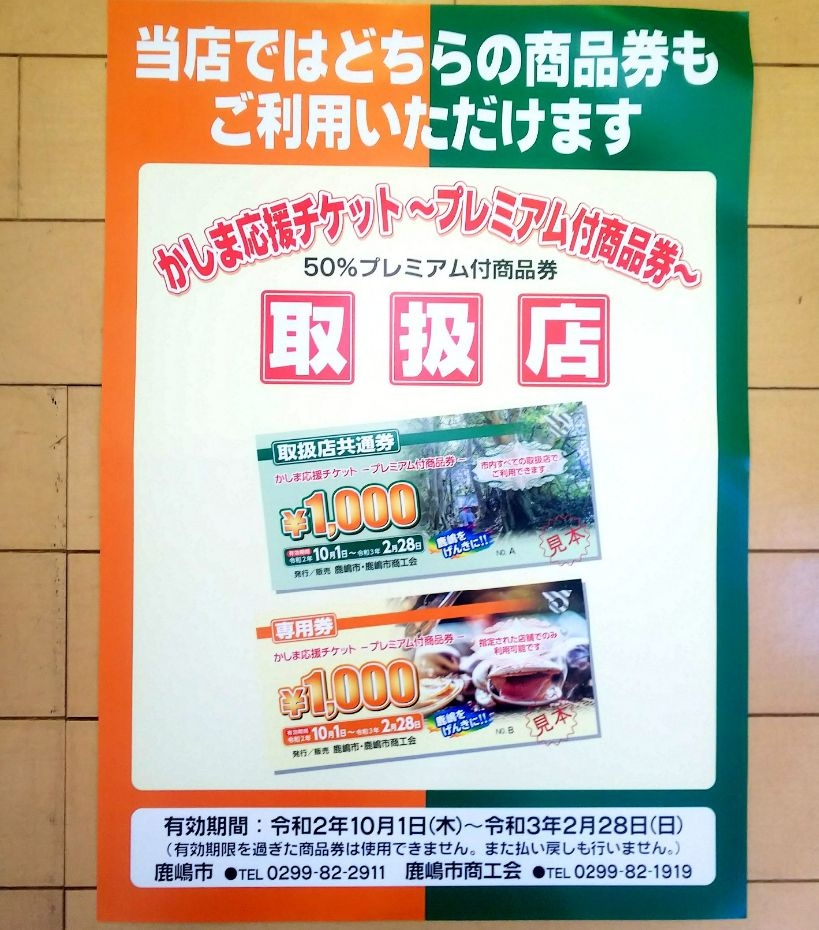 当店ではどちらの商品券も
ご利用いただけます
かしま応援チケット～プレミアム付商品券～
50%プレミアム付商品券
取扱店
取扱店共通券
かしま応援チケット －プレミアム付商品券－
市内すべての取扱店で
ご利用できます
¥1,000
有効期間
令和2年10月1日～令和3年2月28日
鹿嶋を
げんきに!!
発行／販売 鹿嶋市・鹿嶋市商工会
NO. A
見本
専用券
かしま応援チケット －プレミアム付商品券－
指定された店舗でのみ
利用可能です
¥1,000
有効期間
令和2年10月1日～令和3年2月28日
鹿嶋を
げんきに!!
発行／販売 鹿嶋市・鹿嶋市商工会
NO. B
見本
有効期間：令和2年10月1日(木)～令和3年2月28日(日)
(有効期限を過ぎた商品券は使用できません。また払い戻しも行いません。)
鹿嶋市 ●TEL 0299-82-2911 鹿嶋市商工会 ●TEL 0299-82-1919